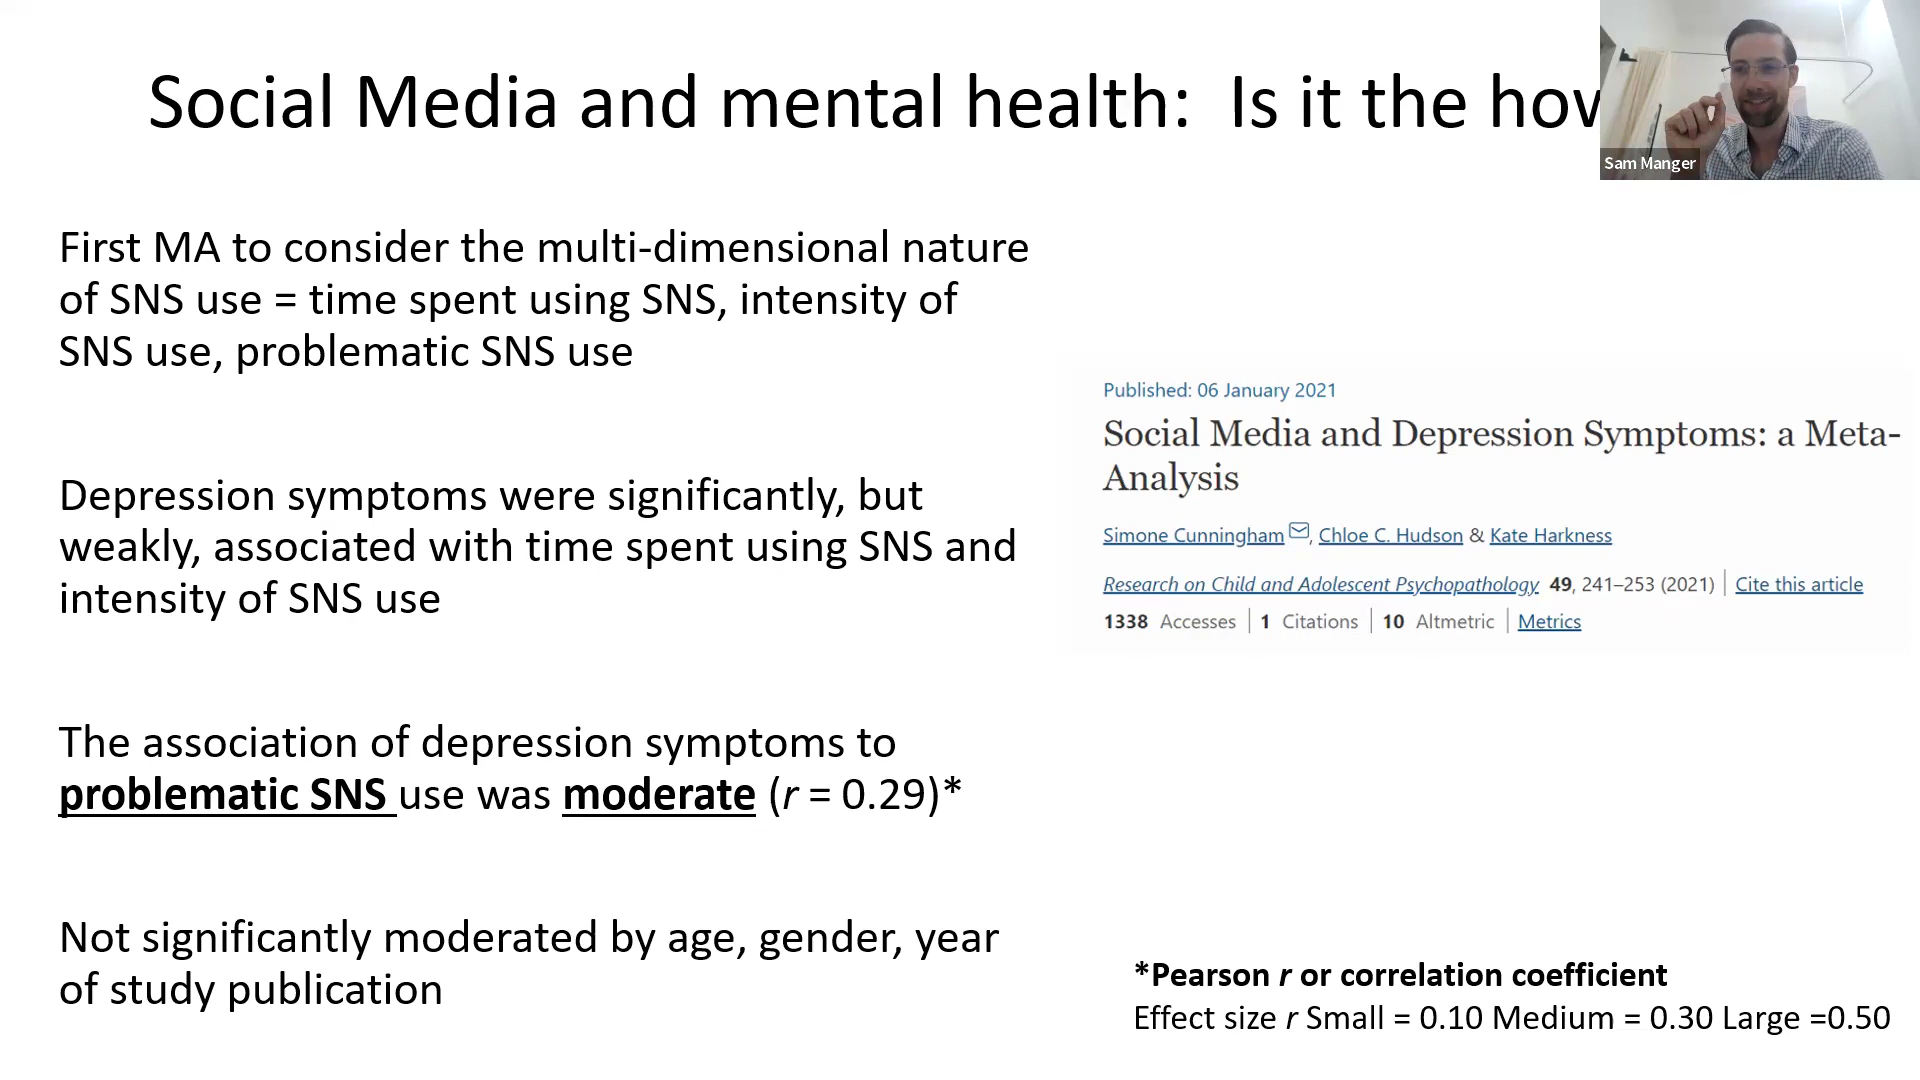 Social Media and mental health:  Is it the how
Sam Manger
First MA to consider the multi-dimensional nature
of SNS use = time spent using SNS, intensity of
SNS use, problematic SNS use
Depression symptoms were significantly, but
weakly, associated with time spent using SNS and
intensity of SNS use
The association of depression symptoms to
problematic SNS use was moderate (r = 0.29)*
Not significantly moderated by age, gender, year
of study publication
Published: 06 January 2021
Social Media and Depression Symptoms: a Meta-
Analysis
Simone Cunningham, Chloe C. Hudson & Kate Harkness
Research on Child and Adolescent Psychopathology 49, 241–253 (2021) | Cite this article
1338 Accesses | 1 Citations | 10 Altmetric | Metrics
*Pearson r or correlation coefficient
Effect size r Small = 0.10 Medium = 0.30 Large =0.50